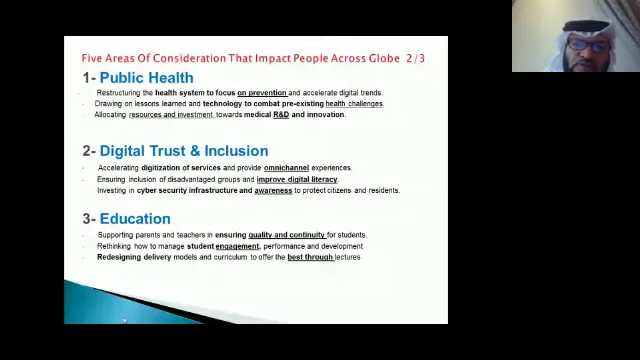 Five Areas Of Consideration That Impact People Across Globe 2/3
1- Public Health
Restructuring the health system to focus on prevention and accelerate digital trends.
Drawing on lessons learned and technology to combat pre-existing health challenges.
Allocating resources and investment towards medical R&D and innovation.
2- Digital Trust & Inclusion
Accelerating digitization of services and provide omnichannel experiences.
Ensuring inclusion of disadvantaged groups and improve digital literacy.
Investing in cyber security infrastructure and awareness to protect citizens and residents.
3- Education
Supporting parents and teachers in ensuring quality and continuity for students.
Rethinking how to manage student engagement, performance and development
Redesigning delivery models and curriculum to offer the best through lectures